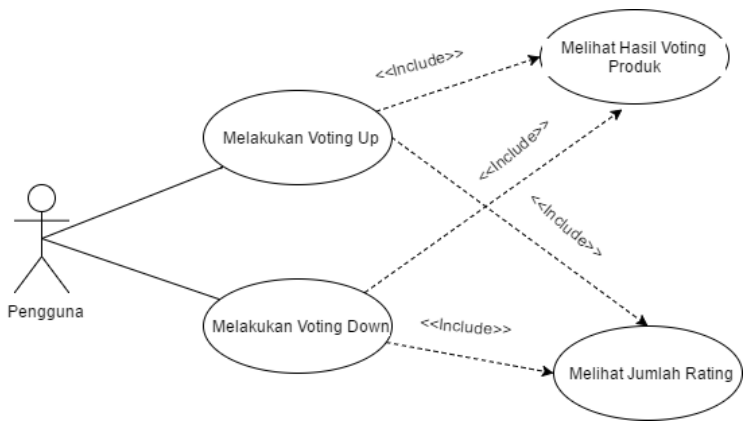 Melihat Hasil Voting
Produk
<<Include>>
Melakukan Voting Up
<<Include>>
<<Include>>
Pengguna
Melakukan Voting Down
<<Include>>
Melihat Jumlah Rating